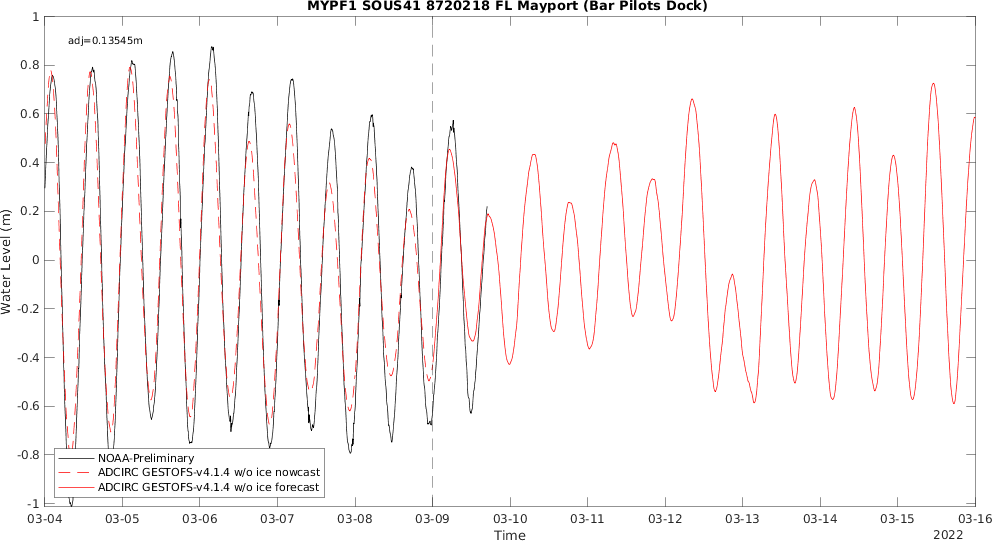 MYPF1 SOUS41 8720218 FL Mayport (Bar Pilots Dock)
adj=0.13545m
Water Level (m)
1
0.8
0.6
0.4
0.2
0
-0.2
-0.4
-0.6
-0.8
-1
NOAA-Preliminary
ADCIRC GESTOFS-v4.1.4 w/o ice nowcast
ADCIRC GESTOFS-v4.1.4 w/o ice forecast
03-04 03-05 03-06 03-07 03-08 03-09 03-10 03-11 03-12 03-13 03-14 03-15 03-16
Time
2022